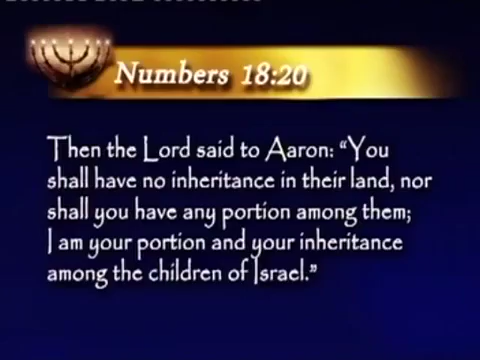 Numbers 18:20
Then the Lord said to Aaron: “You
shall have no inheritance in their land, nor
shall you have any portion among them;
I am your portion and your inheritance
among the children of Israel.”